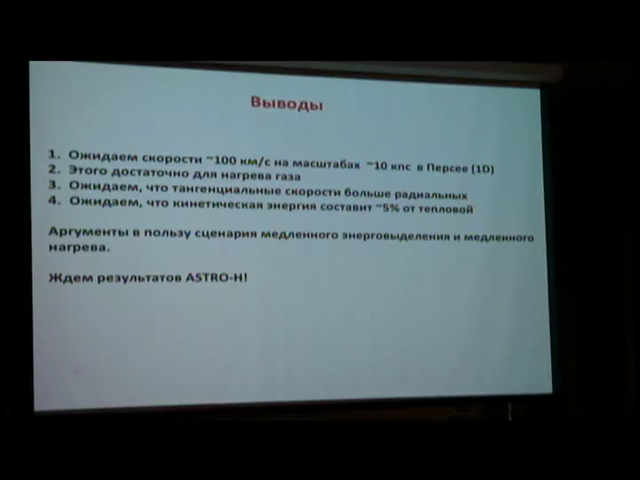 Выводы
1. Ожидаем скорости ~100 км/с на масштабах ~10 кпс в Персее (1D)
2. Этого достаточно для нагрева газа
3. Ожидаем, что тангенциальные скорости больше радиальных
4. Ожидаем, что кинетическая энергия составит ~5% от тепловой
Аргументы в пользу сценария медленного энерговыделения и медленного
нагрева.
Ждем результатов ASTRO-H!